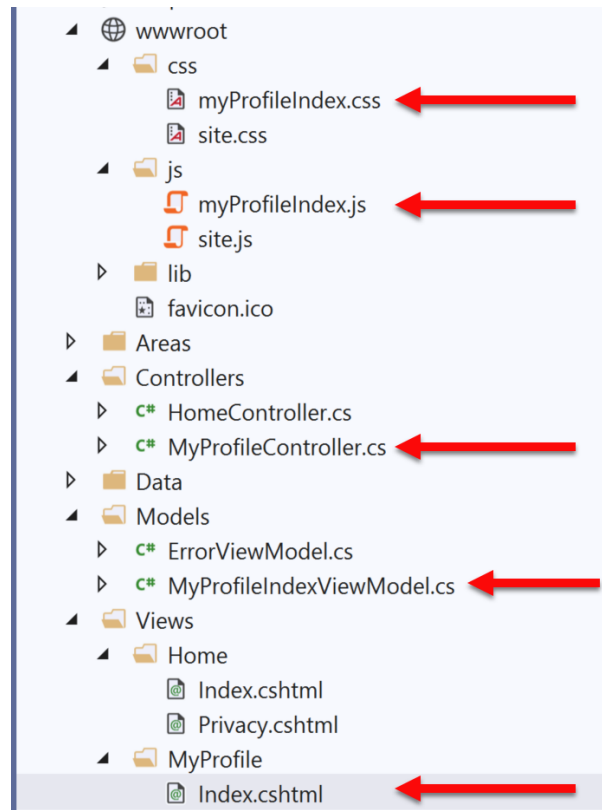 wwwroot
css
myProfileIndex.css
site.css
js
myProfileIndex.js
site.js
lib
favicon.ico
Areas
Controllers
C# HomeController.cs
C# MyProfileController.cs
Data
Models
C# ErrorViewModel.cs
C# MyProfileIndexViewModel.cs
Views
Home
Index.cshtml
Privacy.cshtml
MyProfile
Index.cshtml